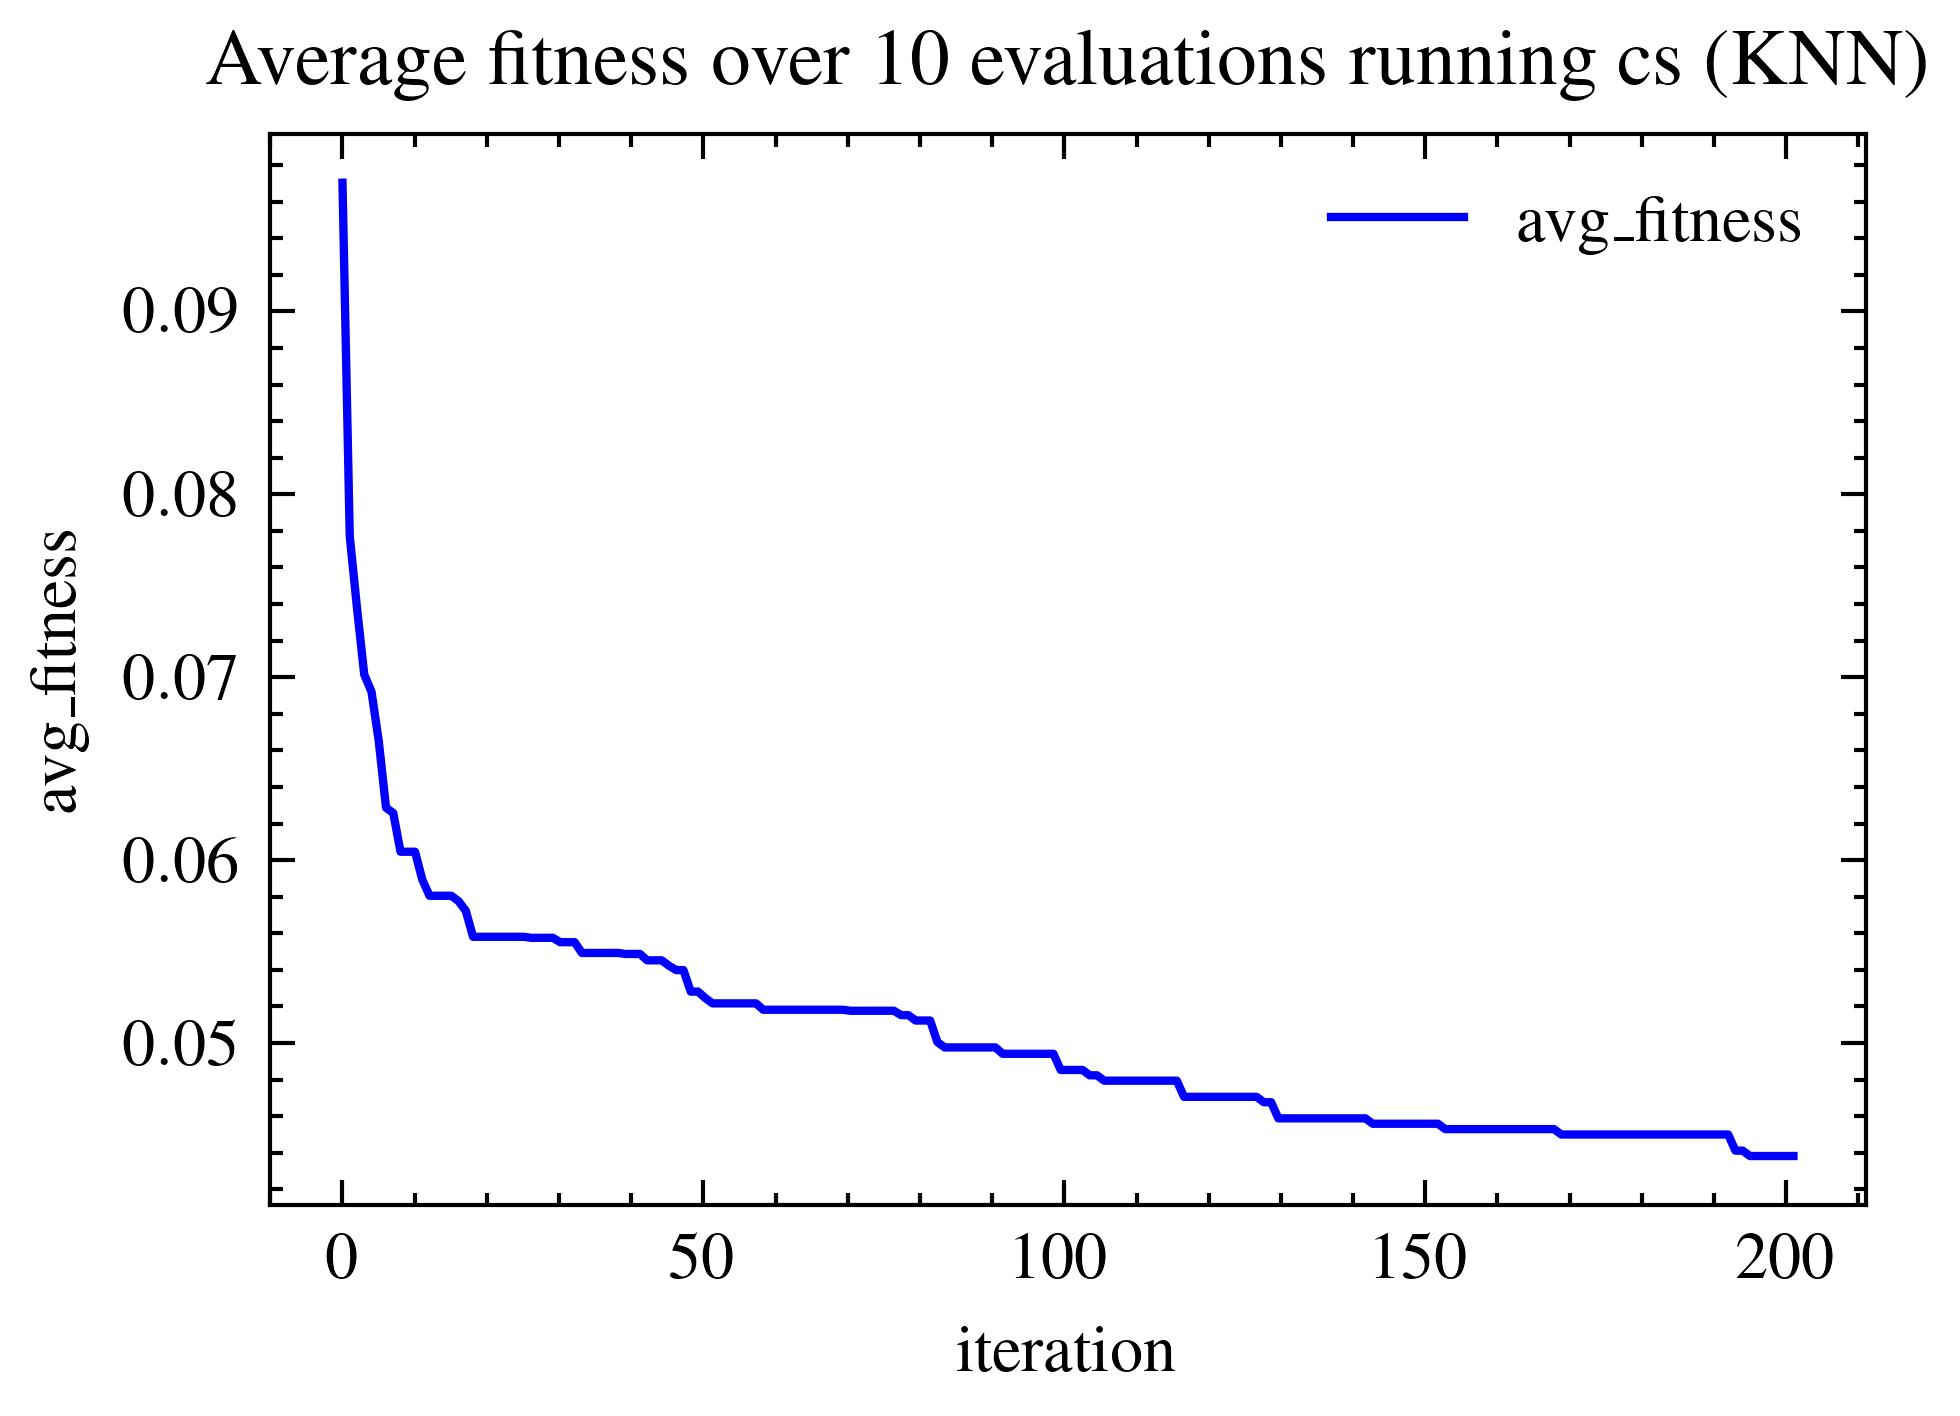 Average fitness over 10 evaluations running cs (KNN)
avg_fitness
0.09
0.08
0.07
0.06
0.05
avg_fitness
0 50 100 150 200
iteration